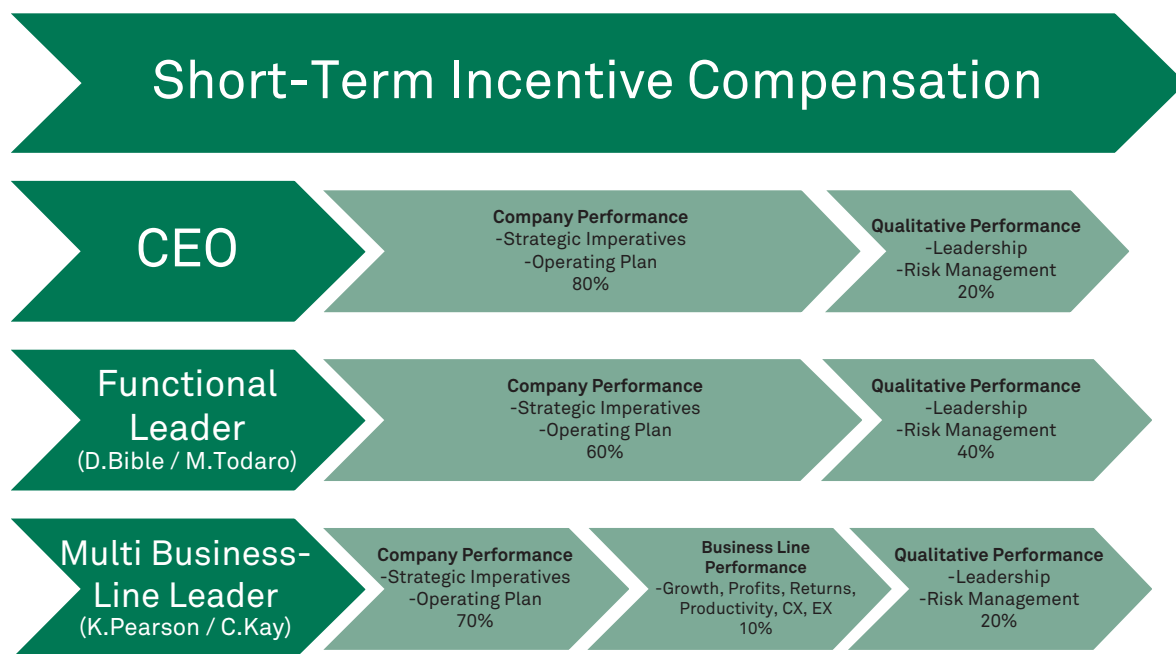 Short-Term Incentive Compensation
CEO
Company Performance
-Strategic Imperatives
-Operating Plan
80%
Qualitative Performance
-Leadership
-Risk Management
20%
Functional
Leader
(D.Bible / M.Todaro)
Company Performance
-Strategic Imperatives
-Operating Plan
60%
Qualitative Performance
-Leadership
-Risk Management
40%
Multi Business-
Line Leader
(K.Pearson / C.Kay)
Company Performance
-Strategic Imperatives
-Operating Plan
70%
Business Line
Performance
-Growth, Profits, Returns,
Productivity, CX, EX
10%
Qualitative Performance
-Leadership
-Risk Management
20%